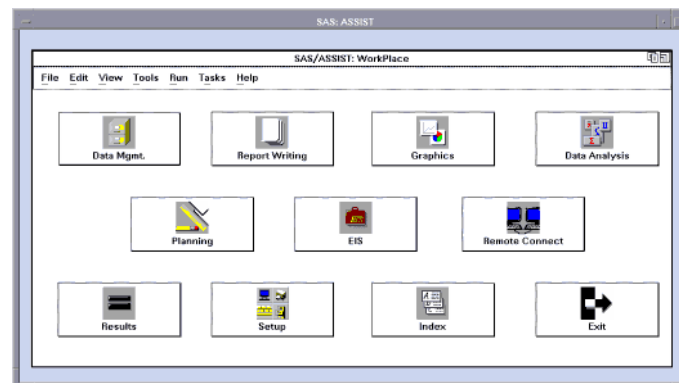 SAS: ASSIST
SAS/ASSIST: WorkPlace
File Edit View Tools Run Tasks Help
Data Mgmt. Report Writing Graphics Data Analysis
Planning EIS Remote Connect
Results Setup Index Exit